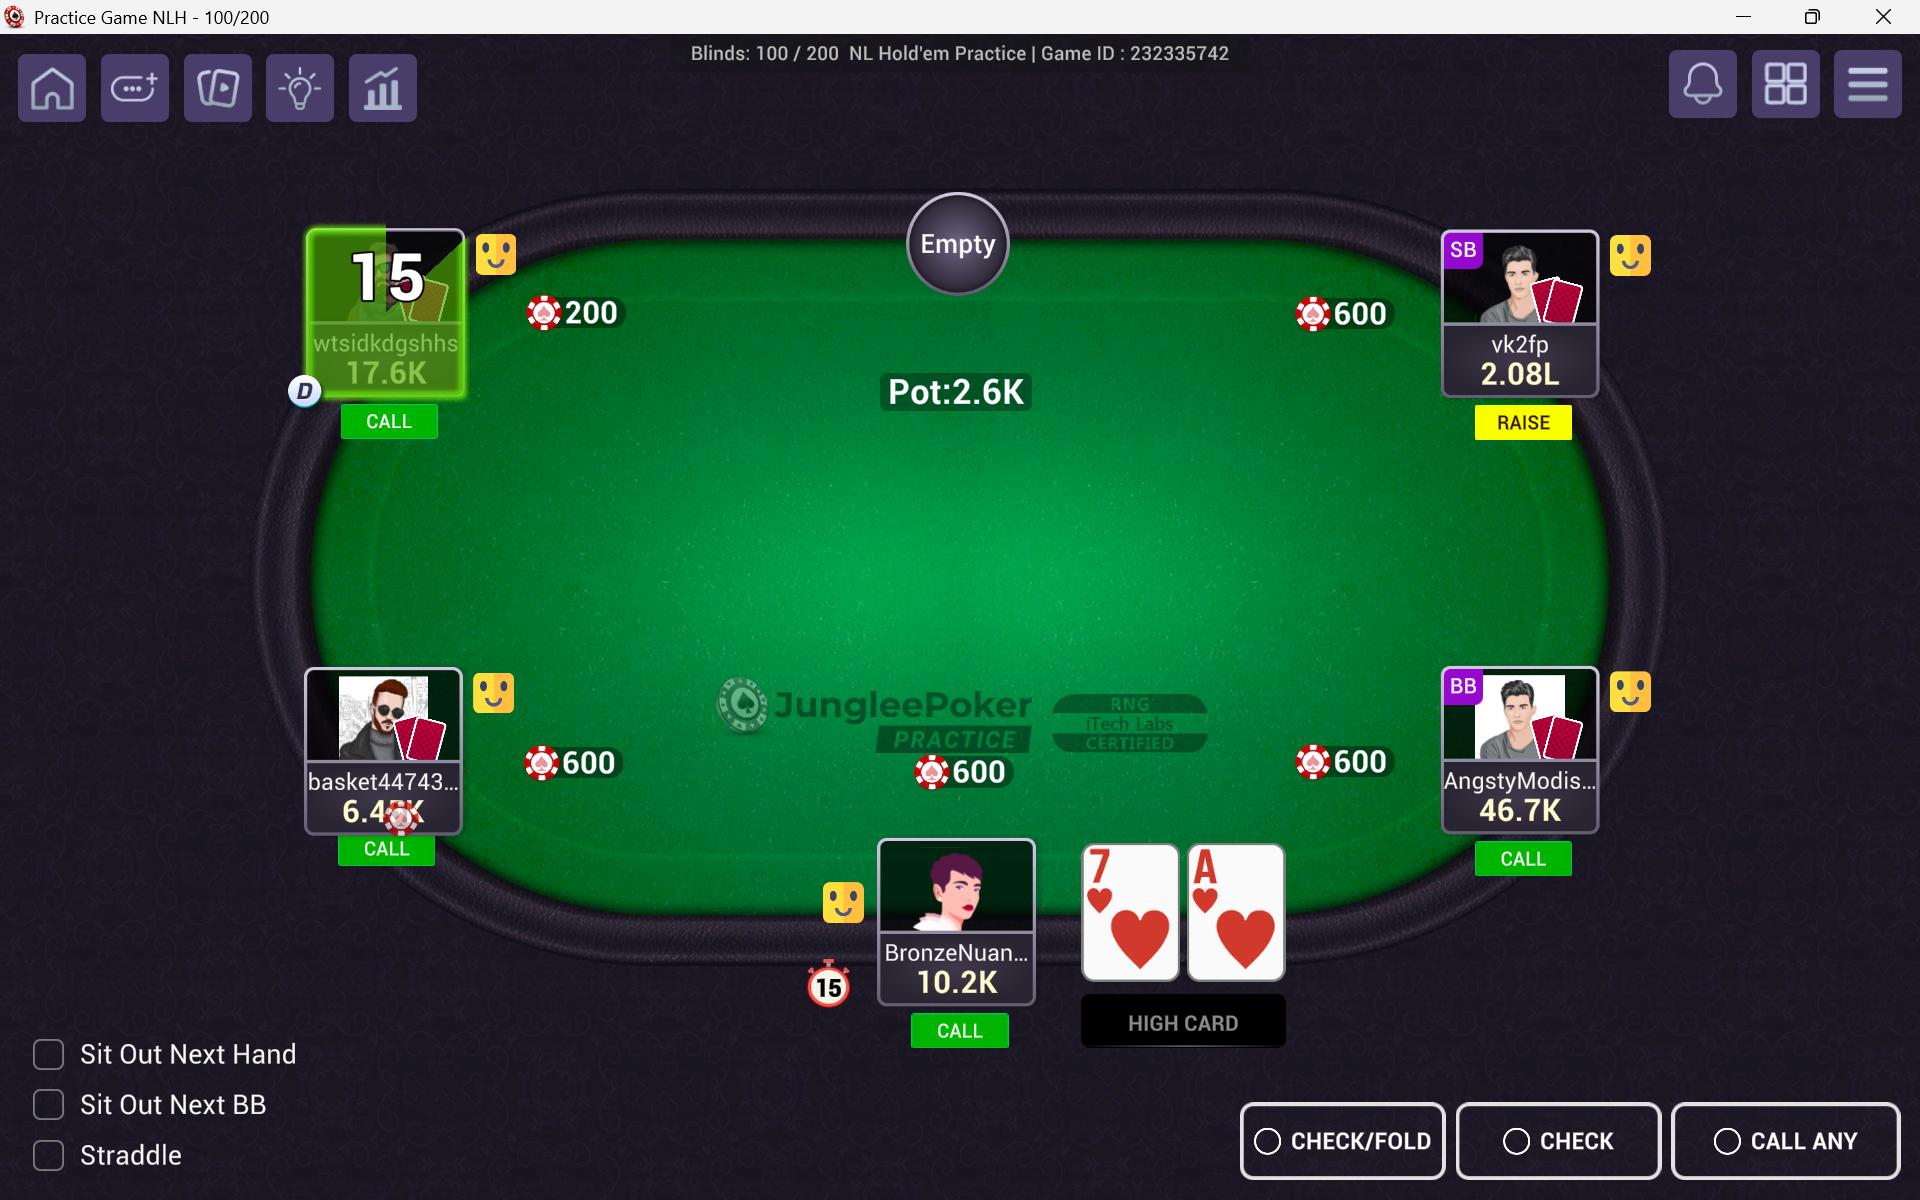 Practice Game NLH - 100/200
Blinds: 100 / 200 NL Hold'em Practice | Game ID : 232335742
Empty
15
wtsidkdgshhs
17.6K
D
CALL
200
600
SB
vk2fp
2.08L
RAISE
Pot:2.6K
basket44743...
CALL
600
JungleePoker
PRACTICE
RNG
iTech Labs
CERTIFIED
600
600
BB
AngstyModis...
46.7K
CALL
BronzeNuan...
10.2K
15
CALL
7
A
HIGH CARD
Sit Out Next Hand
Sit Out Next BB
Straddle
CHECK/FOLD
CHECK
CALL ANY